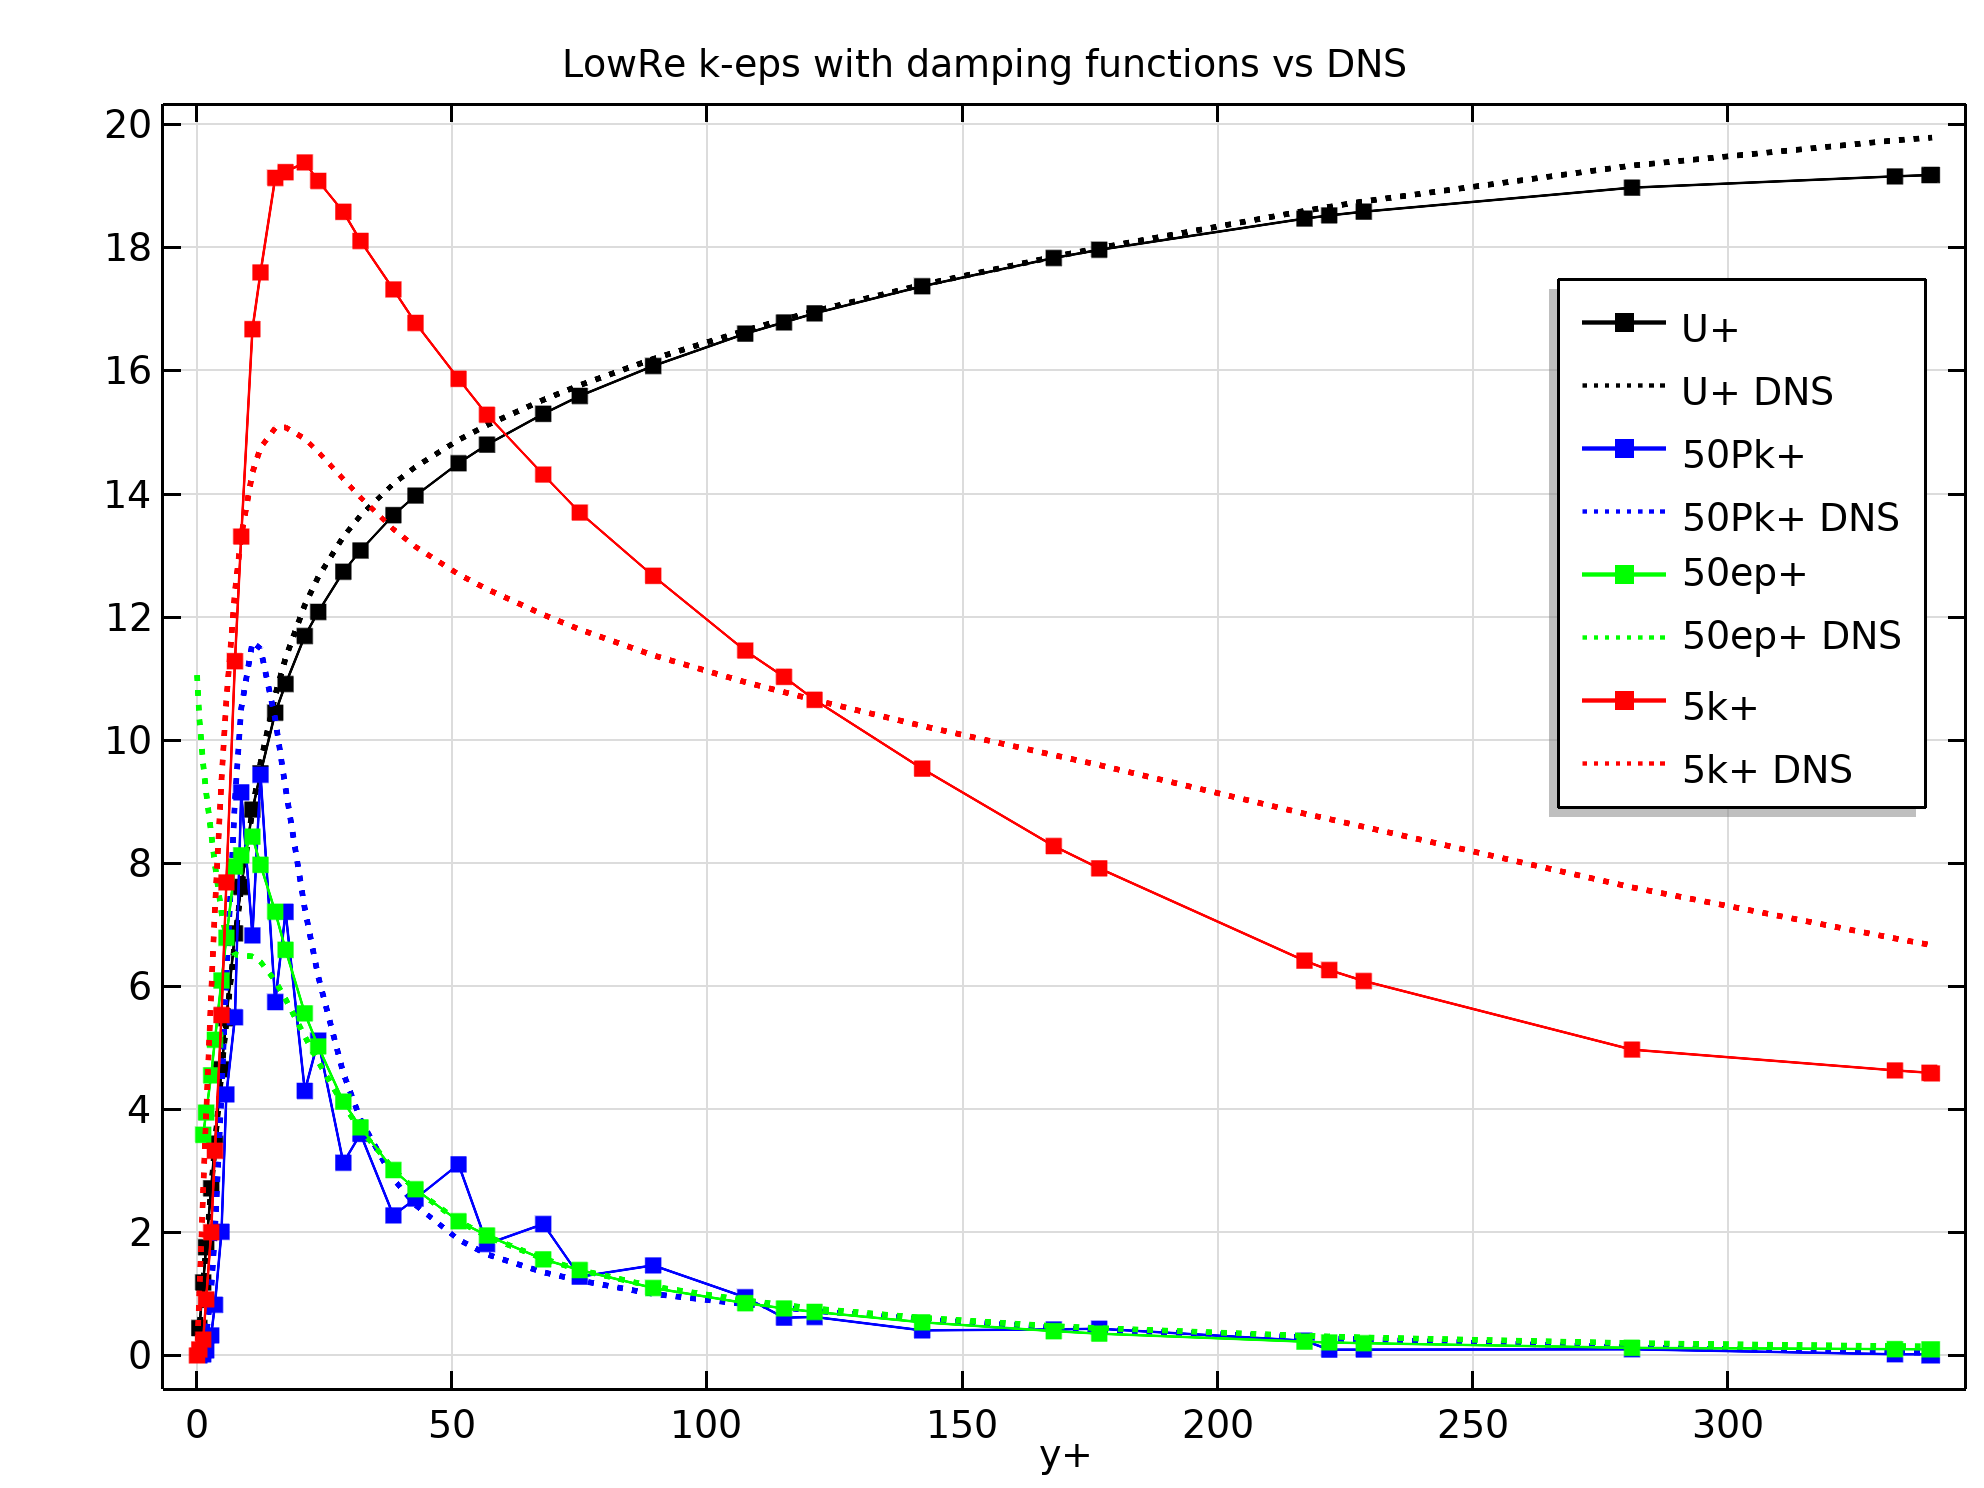 LowRe k-eps with damping functions vs DNS
20
18
16
14
12
10
8
6
4
2
0
U+
U+ DNS
50Pk+
50Pk+ DNS
50ep+
50ep+ DNS
5k+
5k+ DNS
0 50 100 150 200 250 300
y+